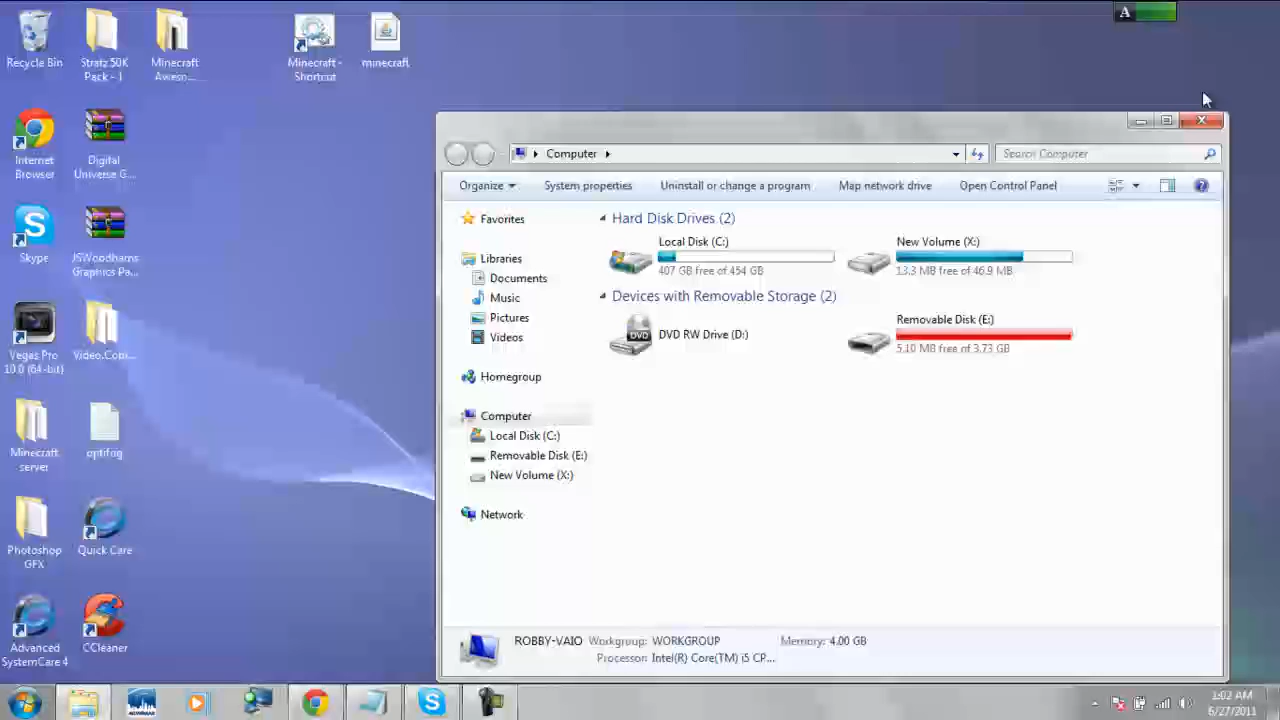 A
Recycle Bin
Stratz 50K
Pack - 1
Minecraft
Aweso...
Minecraft -
Shortcut
minecraft
Internet
Browser
Digital
Universe G...
Skype
JSWoodhams
Graphics Pa...
Vegas Pro
10.0 (64-bit)
Video.Com...
Minecraft
server
optifog
Photoshop
GFX
Quick Care
Advanced
SystemCare 4
CCleaner
Computer
Search Computer
Organize
System properties
Uninstall or change a program
Map network drive
Open Control Panel
Favorites
Libraries
Documents
Music
Pictures
Videos
Homegroup
Computer
Local Disk (C:)
Removable Disk (E:)
New Volume (X:)
Network
Hard Disk Drives (2)
Local Disk (C:)
407 GB free of 454 GB
New Volume (X:)
13.3 MB free of 46.9 MB
Devices with Removable Storage (2)
DVD
DVD RW Drive (D:)
Removable Disk (E:)
5.10 MB free of 3.73 GB
ROBBY-VAIO Workgroup: WORKGROUP Memory: 4.00 GB
Processor: Intel(R) Core(TM) i5 CP...
1:02 AM
6/27/2011